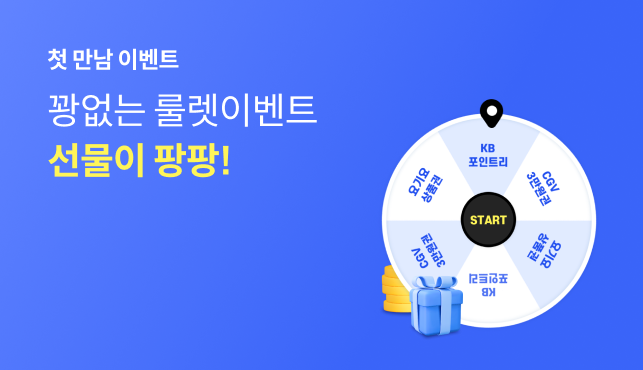 첫 만남 이벤트
꽝없는 룰렛이벤트
선물이 팡팡!
KB
포인트리
CGV
3만원권
요기요
상품권
KB
포인트리
CGV
3만원권
요기요
상품권
START